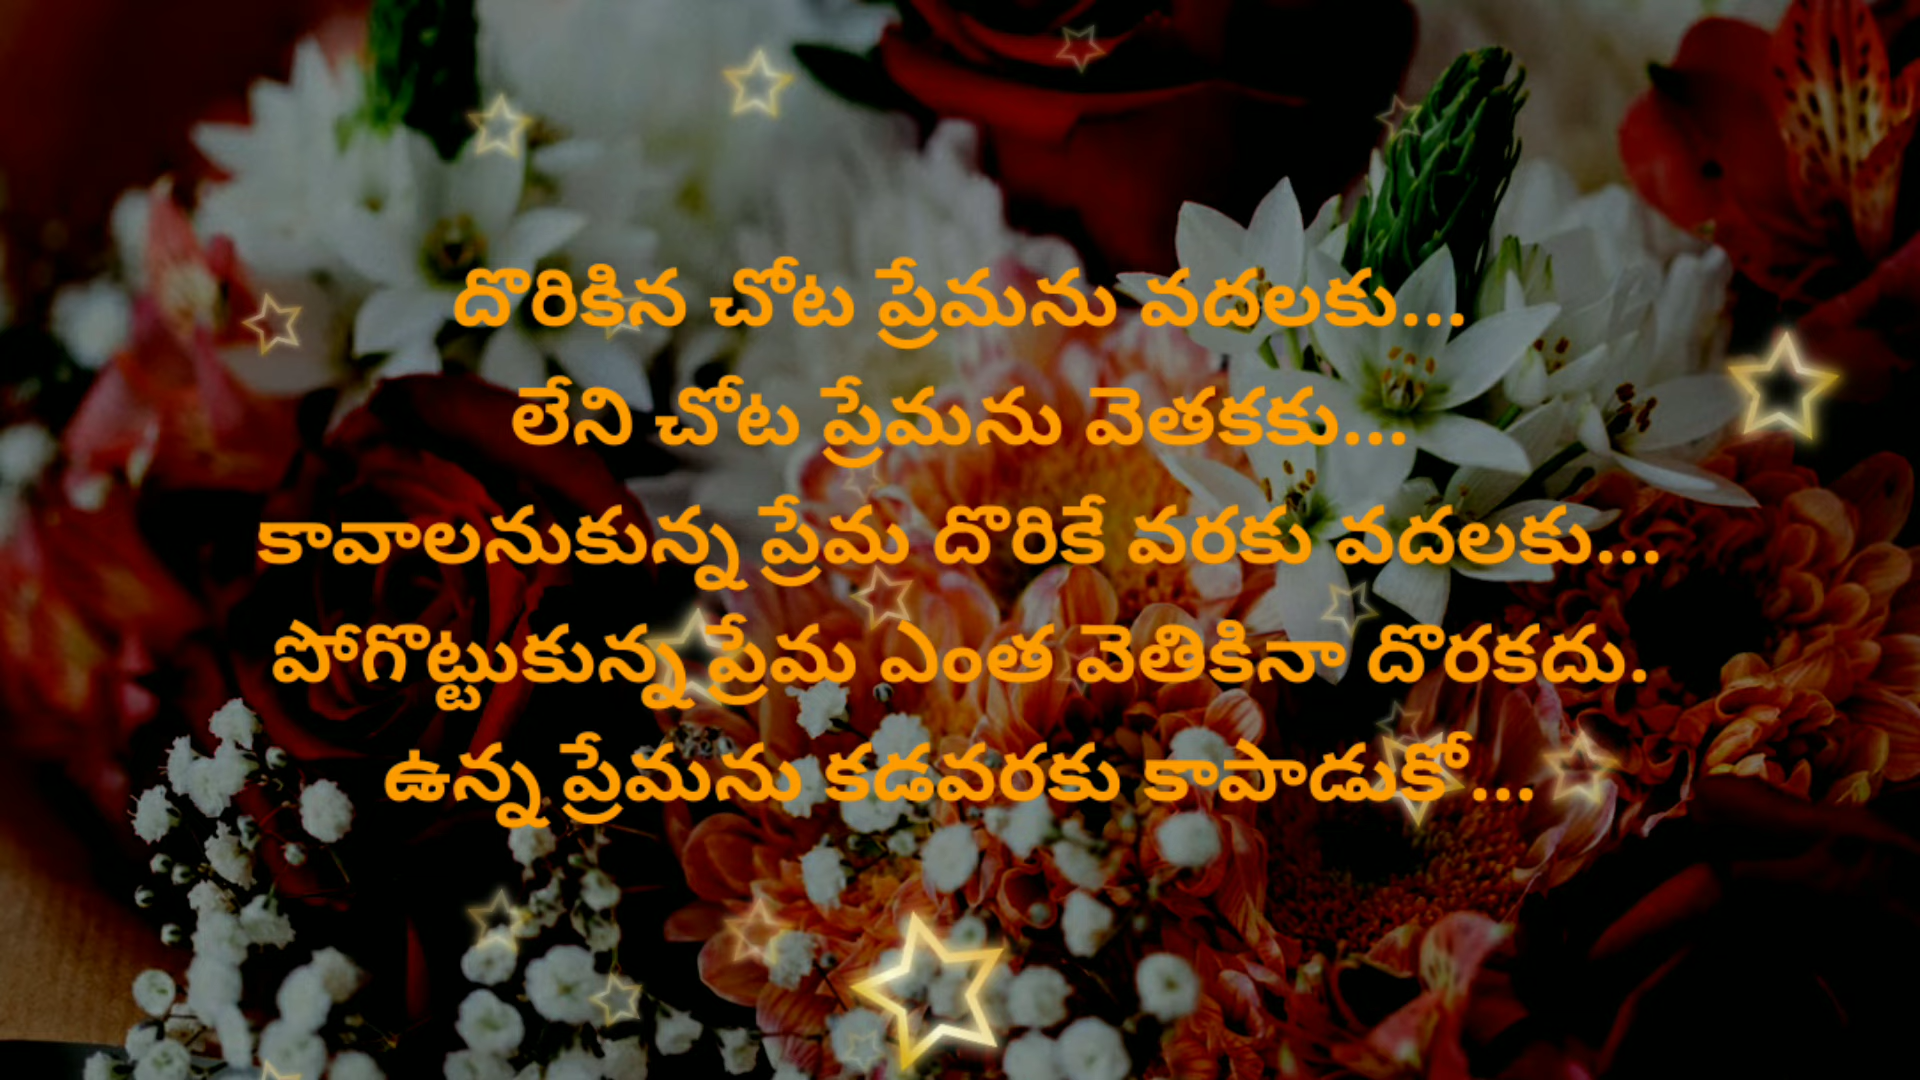 దొరికిన చోట ప్రేమను వదలకు...
లేని చోట ప్రేమను వెతకకు...
కావాలనుకున్న ప్రేమ దొరికే వరకు వదలకు...
పోగొట్టుకున్న ప్రేమ ఎంత వెతికినా దొరకదు.
ఉన్న ప్రేమను కడవరకు కాపాడుకో...